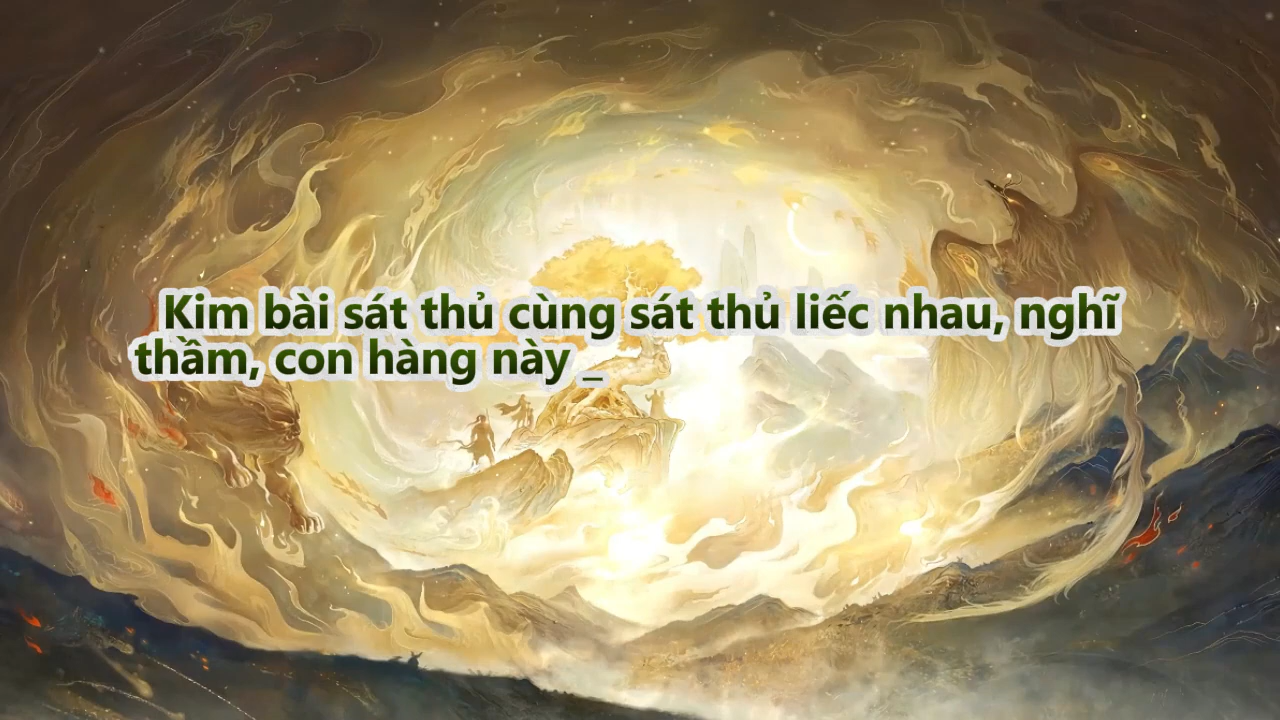 Kim bài sát thủ cùng sát thủ liếc nhau, nghĩ
thầm, con hàng này _